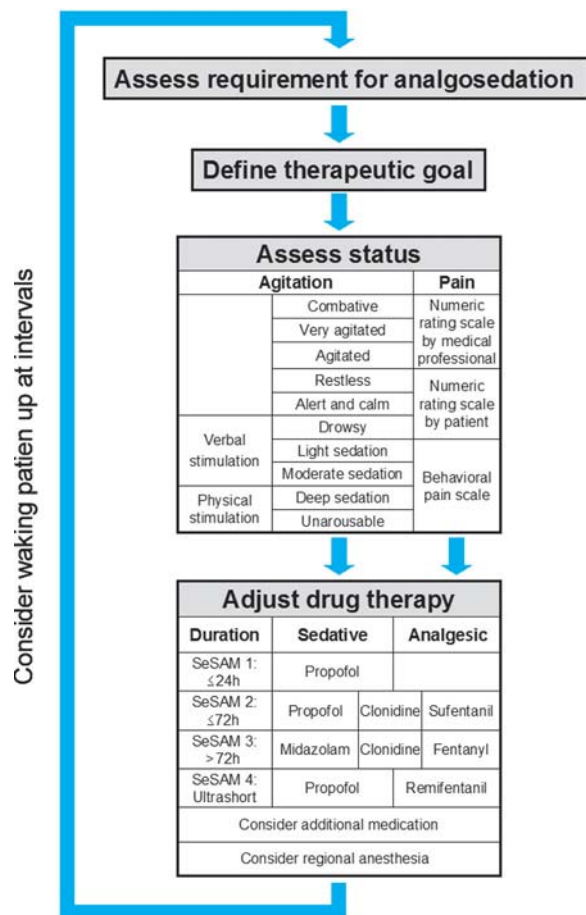 Consider waking patien up at intervals
Assess requirement for analgosedation
Define therapeutic goal
Assess status
Agitation
Pain
Combative
Very agitated
Agitated
Numeric
rating scale
by medical
professional
Restless
Alert and calm
Numeric
rating scale
by patient
Verbal
stimulation
Drowsy
Light sedation
Moderate sedation
Behavioral
pain scale
Physical
stimulation
Deep sedation
Unarousable
Adjust drug therapy
Duration
Sedative
Analgesic
SeSAM 1:
≤24h
Propofol
SeSAM 2:
≤72h
Propofol
Clonidine
Sufentanil
SeSAM 3:
>72h
Midazolam
Clonidine
Fentanyl
SeSAM 4:
Ultrashort
Propofol
Remifentanil
Consider additional medication
Consider regional anesthesia